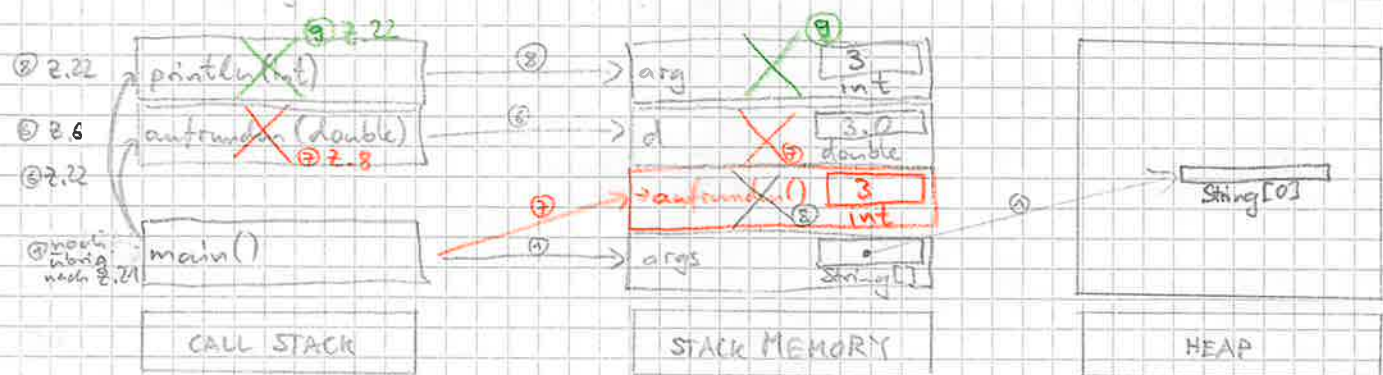 ⑨ Z.22 ⑨
⑧ Z.22 println(int) ⑧ arg 3
int
⑥ Z.6 aufrunden(double) ⑥ d 3.0
⑦ Z.8 ⑦ double
⑥ Z.22
→aufrunden() 3
String[0]
⑦ ⑧ int ①
① noch main() ① args
übrig
nach Z.21 String[]
CALL STACK STACK MEMORY HEAP